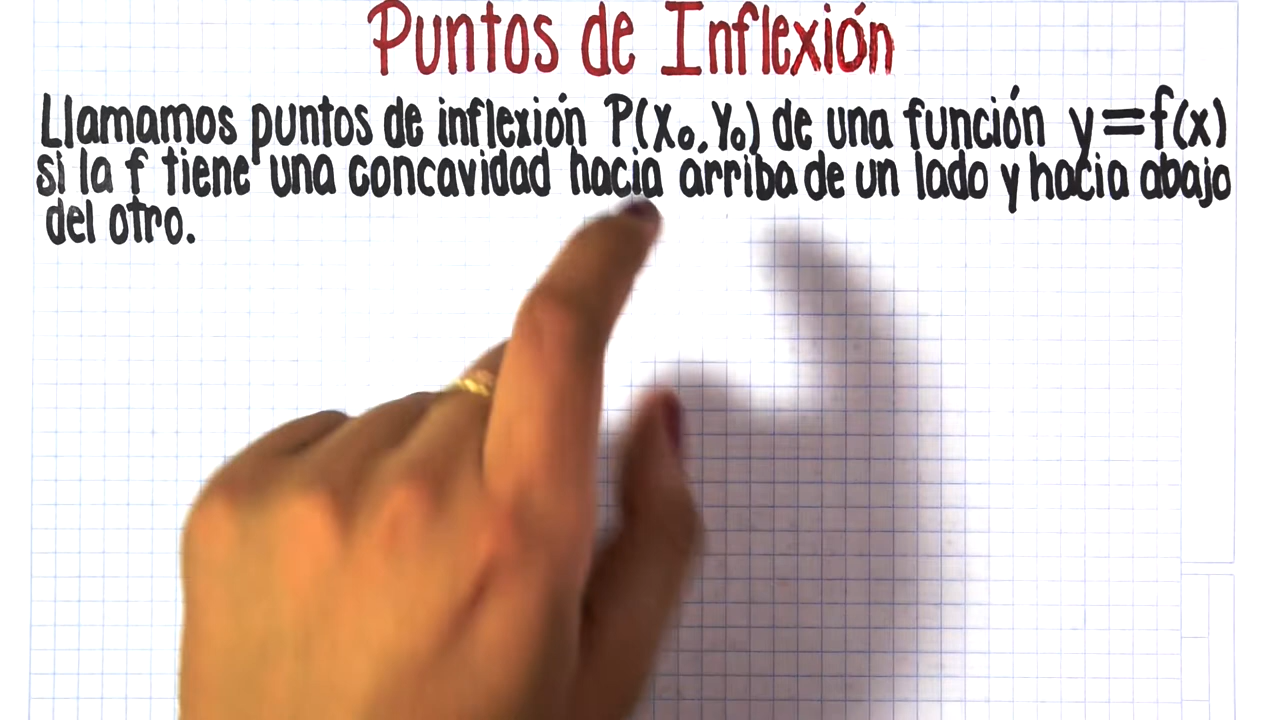 Puntos de Inflexión
Llamamos puntos de inflexión P(x₀,y₀) de una función y=f(x)
si la f tiene una concavidad hacia arriba de un lado y hacia abajo
del otro.